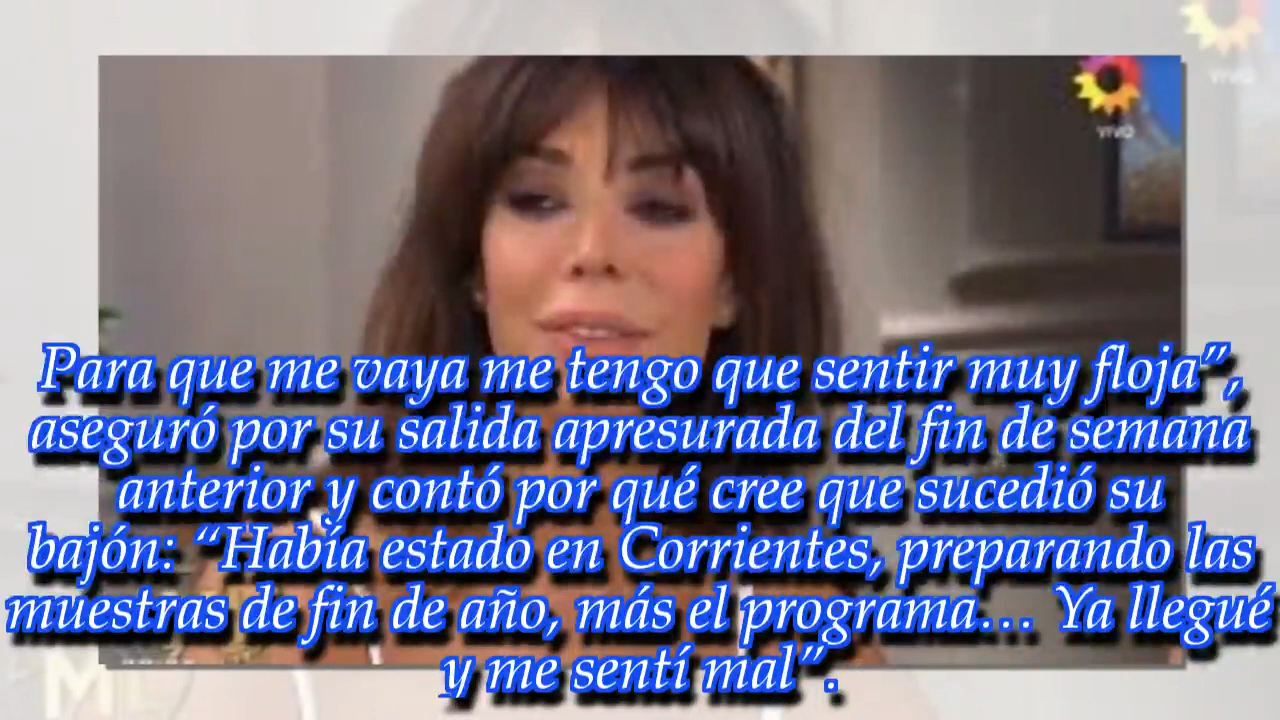 VIVO
VIVO
Para que me vaya me tengo que sentir muy floja”,
aseguró por su salida apresurada del fin de semana
anterior y contó por qué cree que sucedió su
bajón: “Había estado en Corrientes, preparando las
muestras de fin de año, más el programa… Ya llegué
y me sentí mal”.